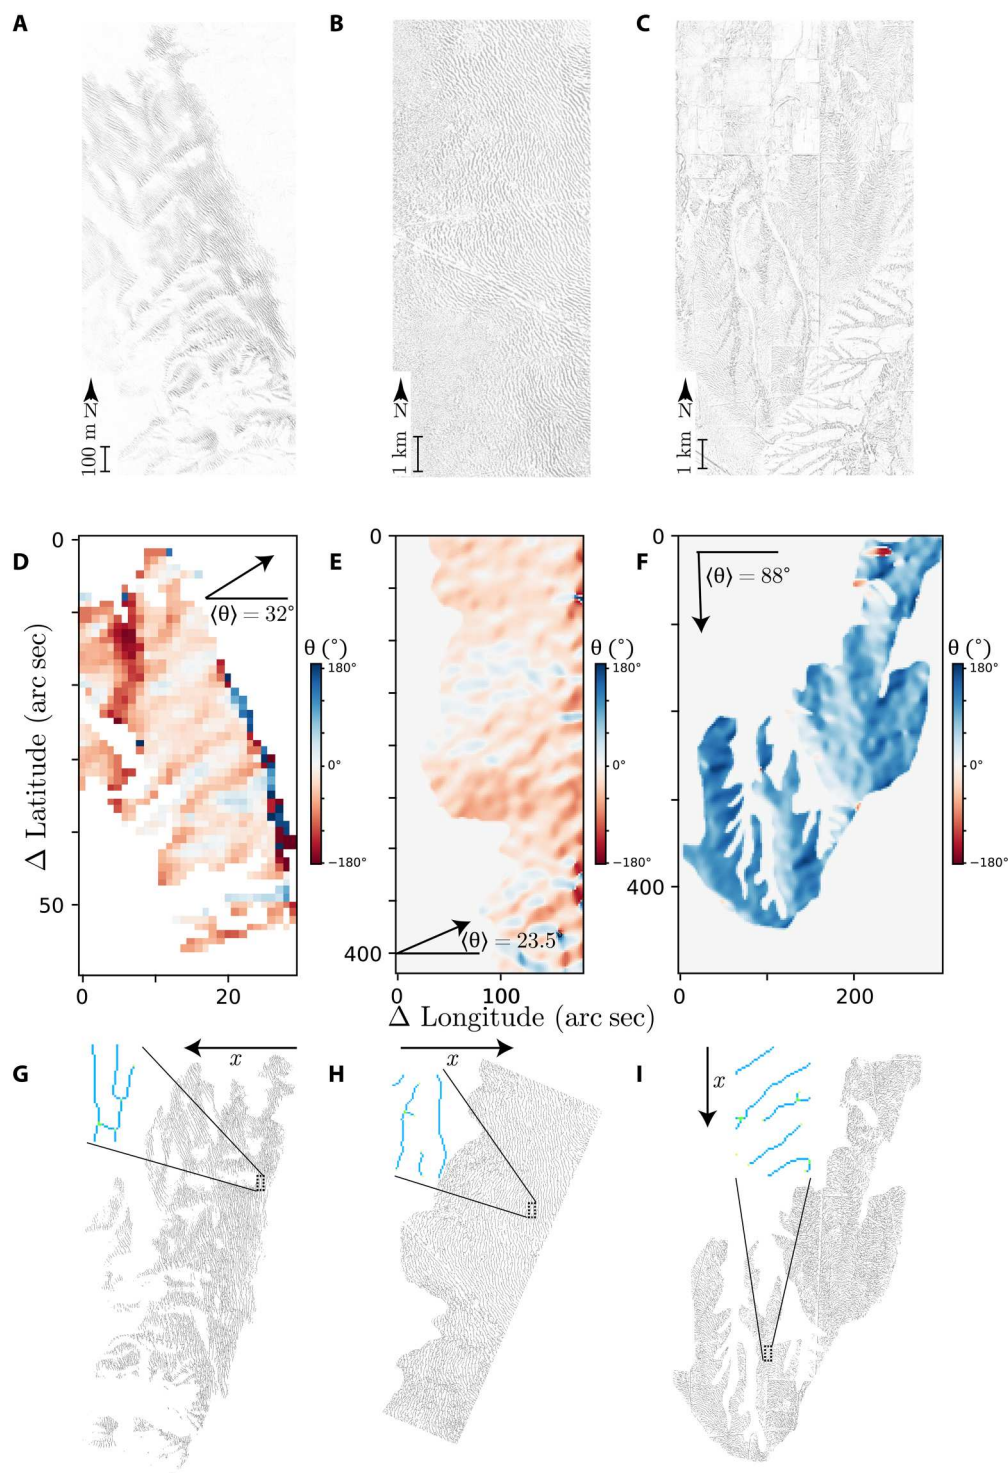 A
B
C
N
100 m
N
1 km
N
1 km
D
E
F
0
50
0
20
Δ Latitude (arc sec)
⟨θ⟩ = 32°
θ (°)
180°
0°
−180°
0
400
0
100
⟨θ⟩ = 23.5°
θ (°)
180°
0°
−180°
0
400
0
200
⟨θ⟩ = 88°
θ (°)
180°
0°
−180°
Δ Longitude (arc sec)
G
x
H
x
I
x